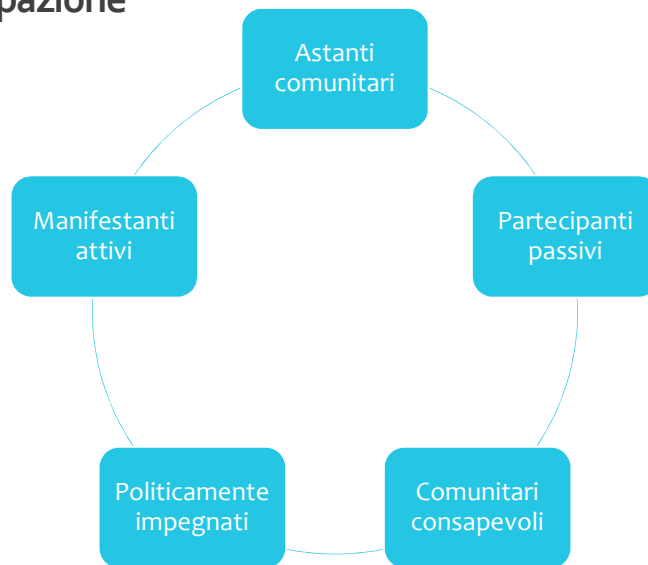 Astanti
comunitari
Partecipanti
passivi
Comunitari
consapevoli
Politicamente
impegnati
Manifestanti
attivi